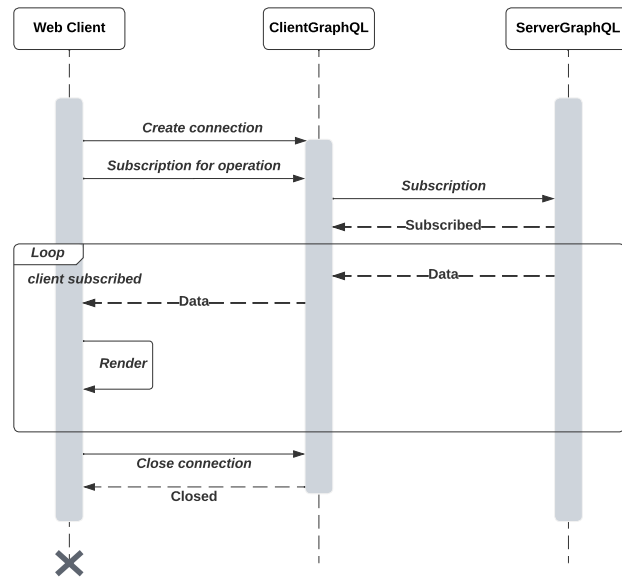 Web Client
ClientGraphQL
ServerGraphQL
Create connection
Subscription for operation
Subscription
Subscribed
Loop
client subscribed
Data
Data
Render
Close connection
Closed